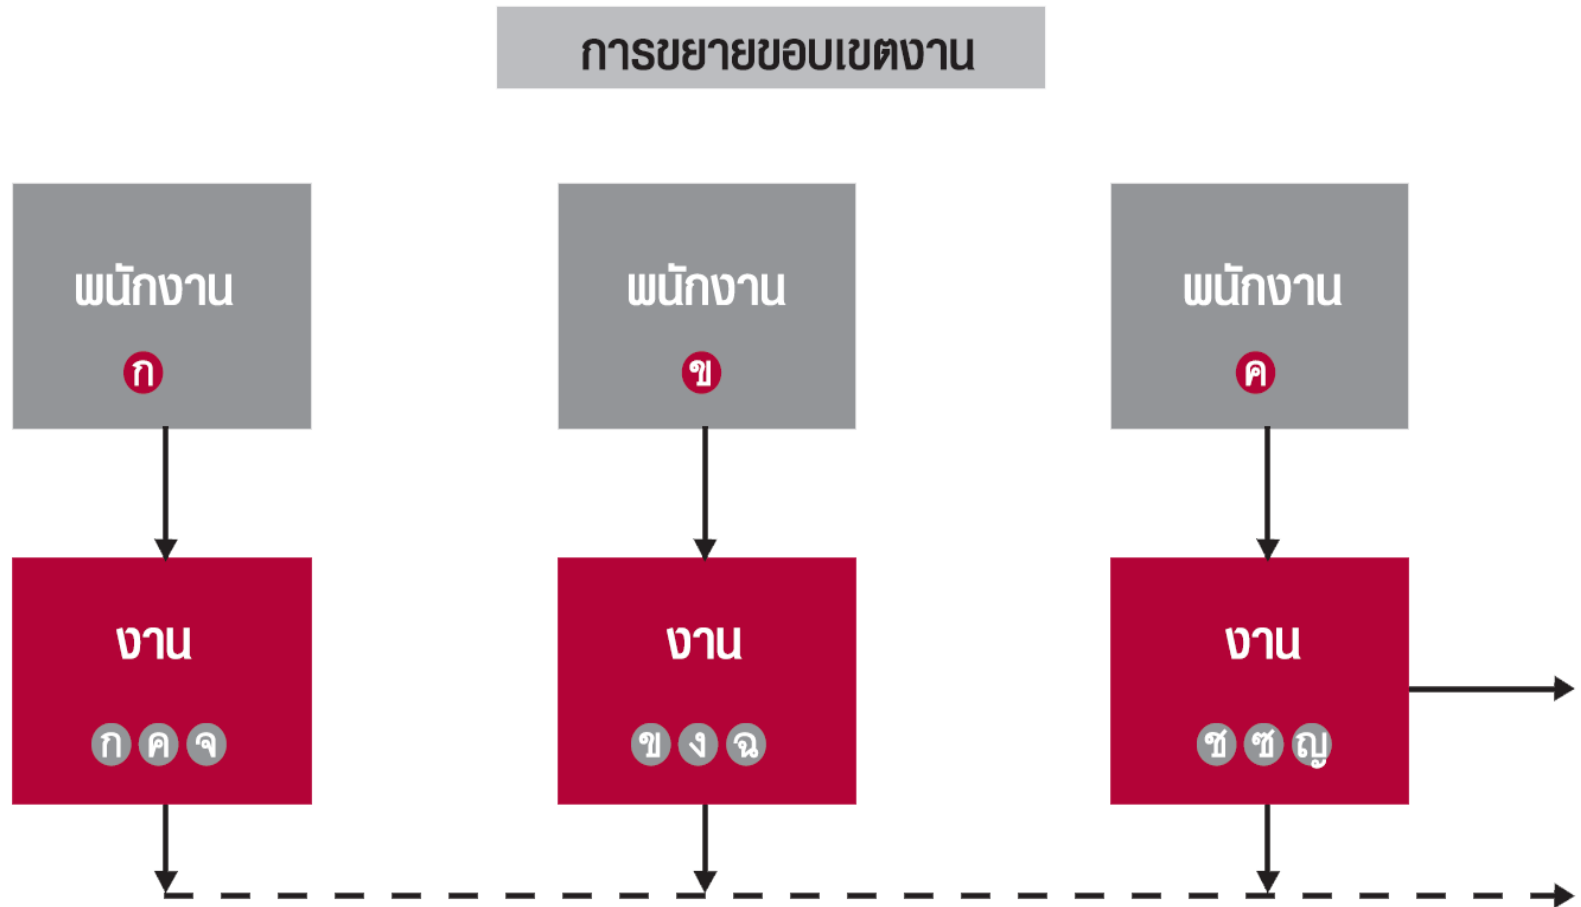 การขยายขอบเขตงาน
พนักงาน พนักงาน พนักงาน
ก ข ค
งาน งาน งาน
ก ค จ ข ง ฉ ช ซ ญ